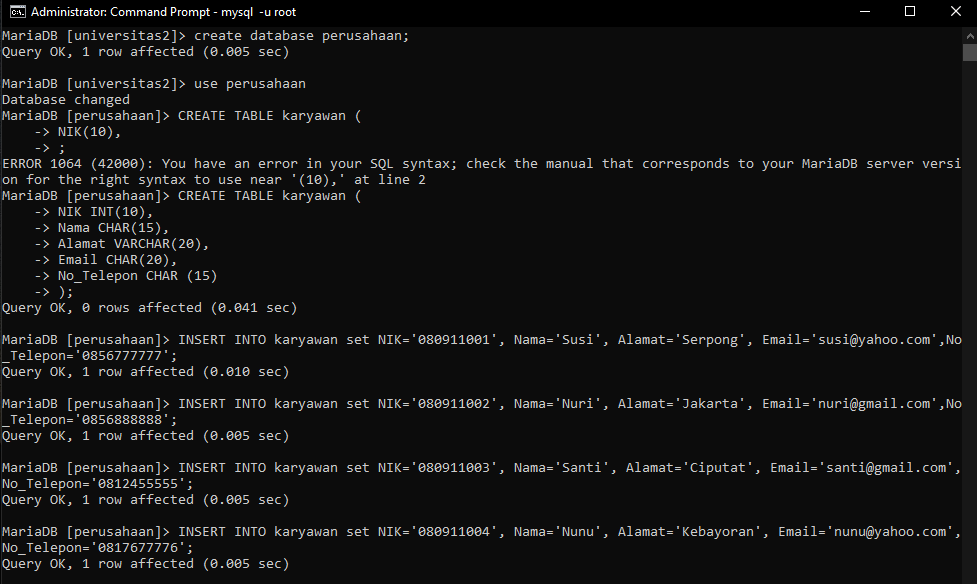 Administrator: Command Prompt - mysql -u root
MariaDB [universitas2]> create database perusahaan;
Query OK, 1 row affected (0.005 sec)
MariaDB [universitas2]> use perusahaan
Database changed
MariaDB [perusahaan]> CREATE TABLE karyawan (
    -> NIK(10),
    -> ;
ERROR 1064 (42000): You have an error in your SQL syntax; check the manual that corresponds to your MariaDB server versi
on for the right syntax to use near '(10),' at line 2
MariaDB [perusahaan]> CREATE TABLE karyawan (
    -> NIK INT(10),
    -> Nama CHAR(15),
    -> Alamat VARCHAR(20),
    -> Email CHAR(20),
    -> No_Telepon CHAR (15)
    -> );
Query OK, 0 rows affected (0.041 sec)
MariaDB [perusahaan]> INSERT INTO karyawan set NIK='080911001', Nama='Susi', Alamat='Serpong', Email='susi@yahoo.com',No
_Telepon='0856777777';
Query OK, 1 row affected (0.010 sec)
MariaDB [perusahaan]> INSERT INTO karyawan set NIK='080911002', Nama='Nuri', Alamat='Jakarta', Email='nuri@gmail.com',No
_Telepon='0856888888';
Query OK, 1 row affected (0.005 sec)
MariaDB [perusahaan]> INSERT INTO karyawan set NIK='080911003', Nama='Santi', Alamat='Ciputat', Email='santi@gmail.com',
No_Telepon='0812455555';
Query OK, 1 row affected (0.005 sec)
MariaDB [perusahaan]> INSERT INTO karyawan set NIK='080911004', Nama='Nunu', Alamat='Kebayoran', Email='nunu@yahoo.com',
No_Telepon='0817677776';
Query OK, 1 row affected (0.005 sec)